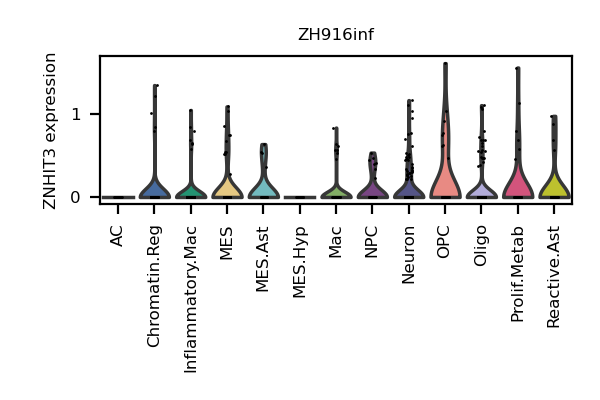 ZH916inf
ZNHIT3 expression
1
0
AC
Chromatin.Reg
Inflammatory.Mac
MES
MES.Ast
MES.Hyp
Mac
NPC
Neuron
OPC
Oligo
Prolif.Metab
Reactive.Ast